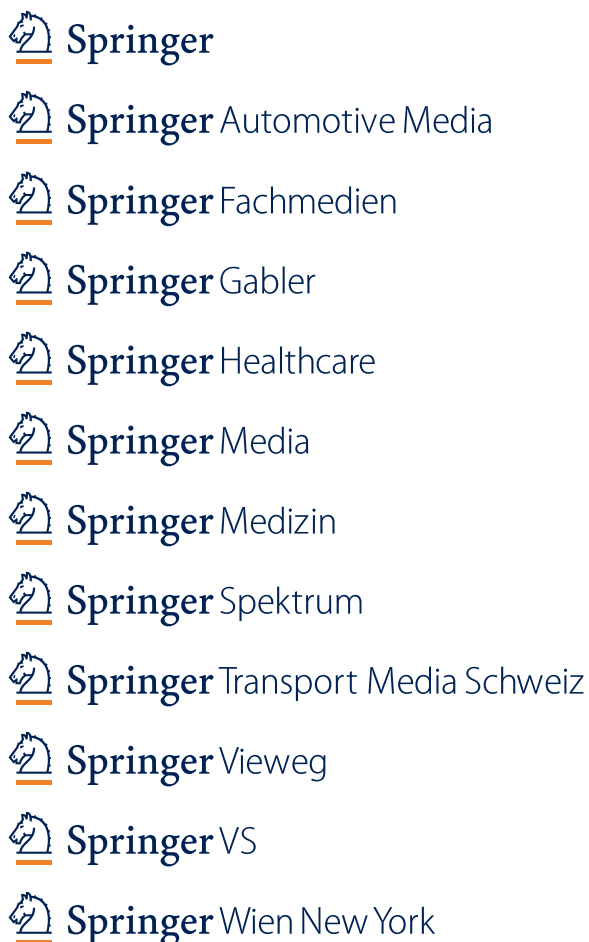 Springer
Springer Automotive Media
Springer Fachmedien
Springer Gabler
Springer Healthcare
Springer Media
Springer Medizin
Springer Spektrum
Springer Transport Media Schweiz
Springer Vieweg
Springer VS
Springer Wien New York